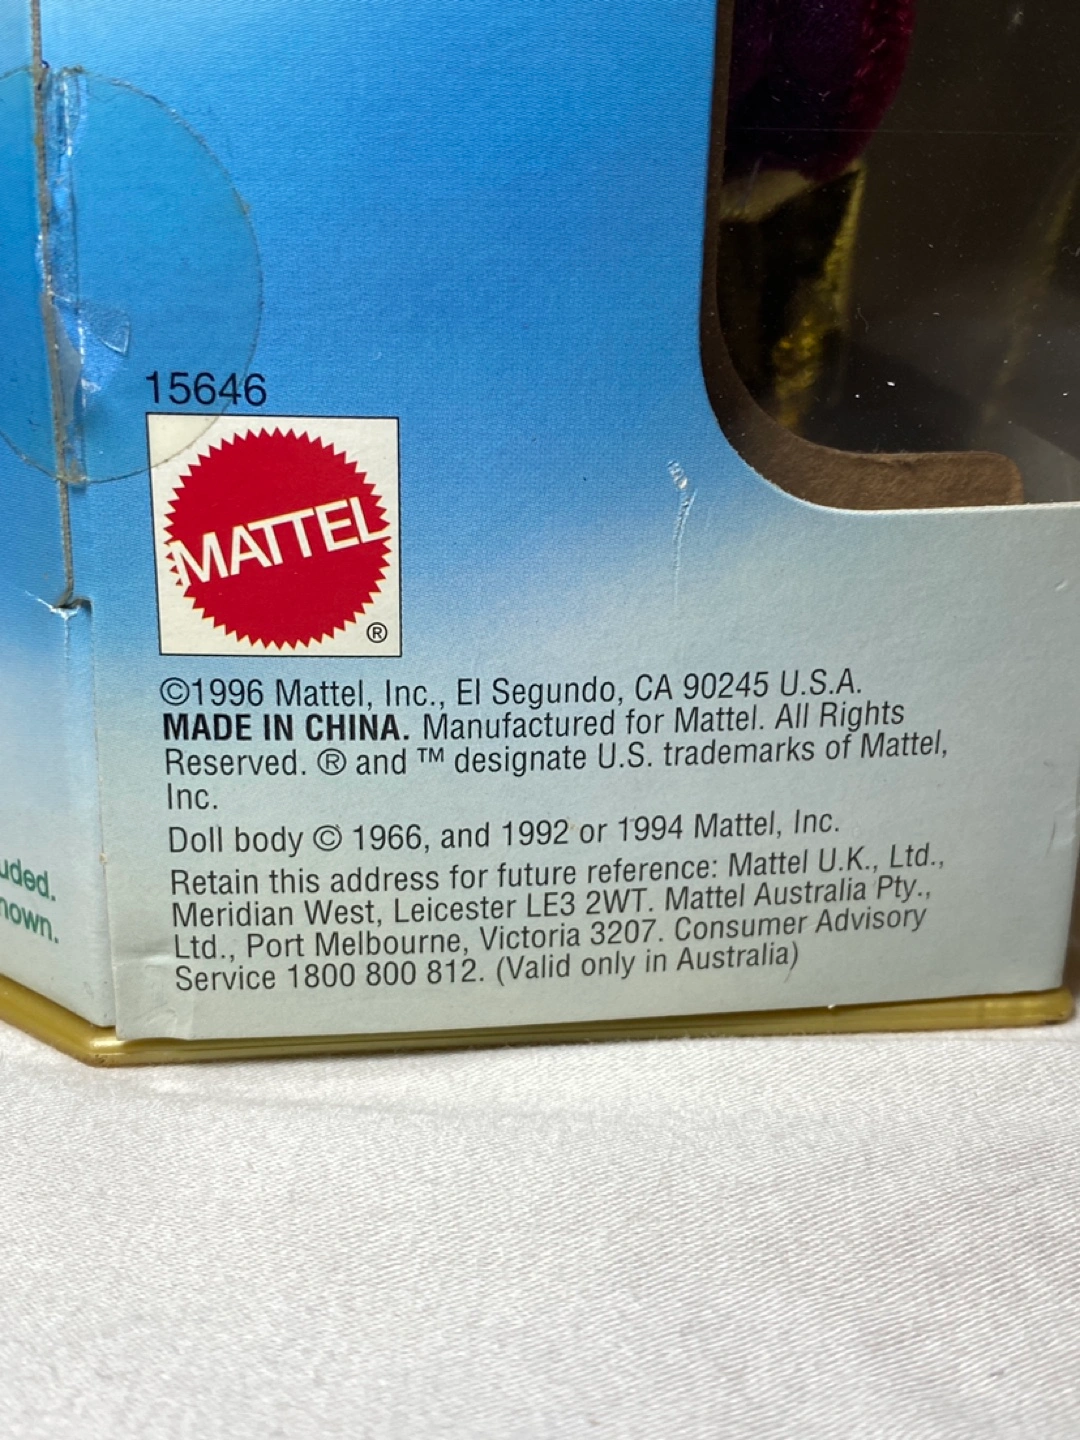 15646
MATTEL
®
©1996 Mattel, Inc., El Segundo, CA 90245 U.S.A.
MADE IN CHINA. Manufactured for Mattel. All Rights
Reserved. ® and ™ designate U.S. trademarks of Mattel,
Inc.
Doll body © 1966, and 1992 or 1994 Mattel, Inc.
Retain this address for future reference: Mattel U.K., Ltd.,
Meridian West, Leicester LE3 2WT. Mattel Australia Pty.,
Ltd., Port Melbourne, Victoria 3207. Consumer Advisory
Service 1800 800 812. (Valid only in Australia)